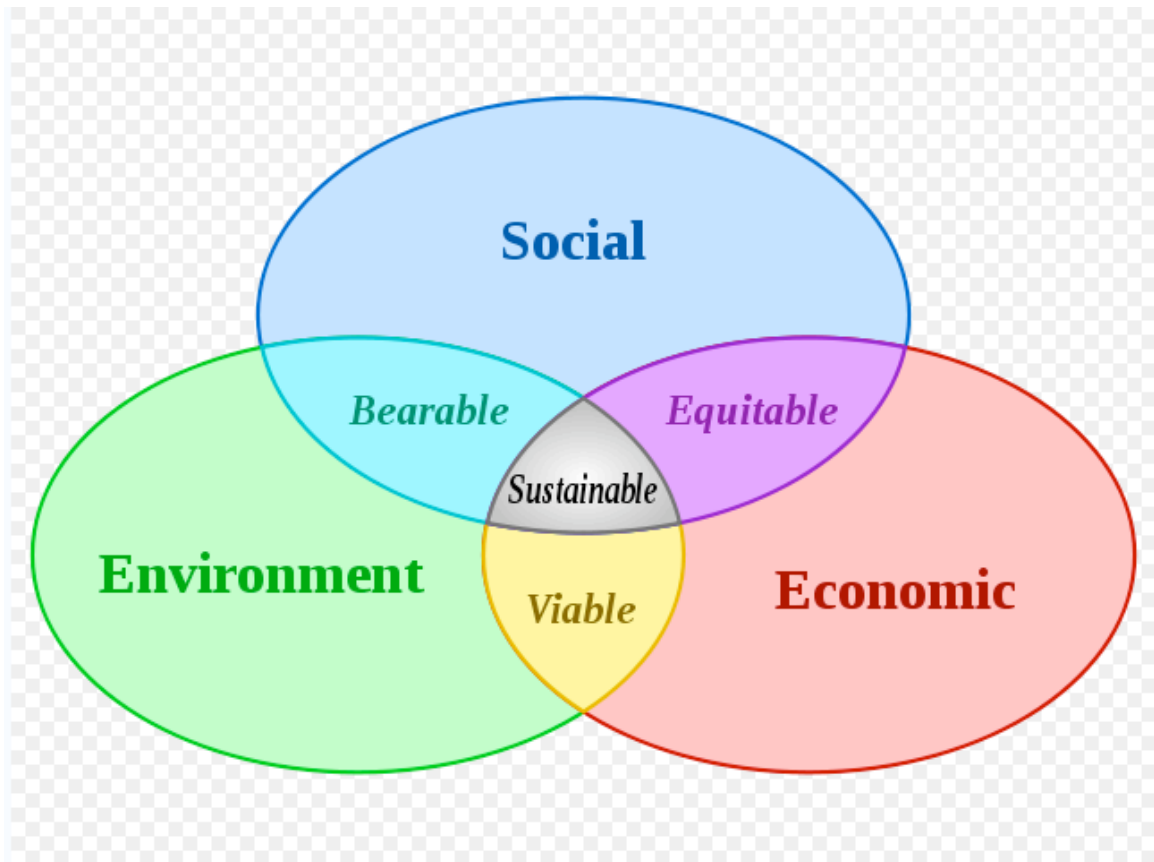 Social
Bearable
Equitable
Sustainable
Environment
Economic
Viable